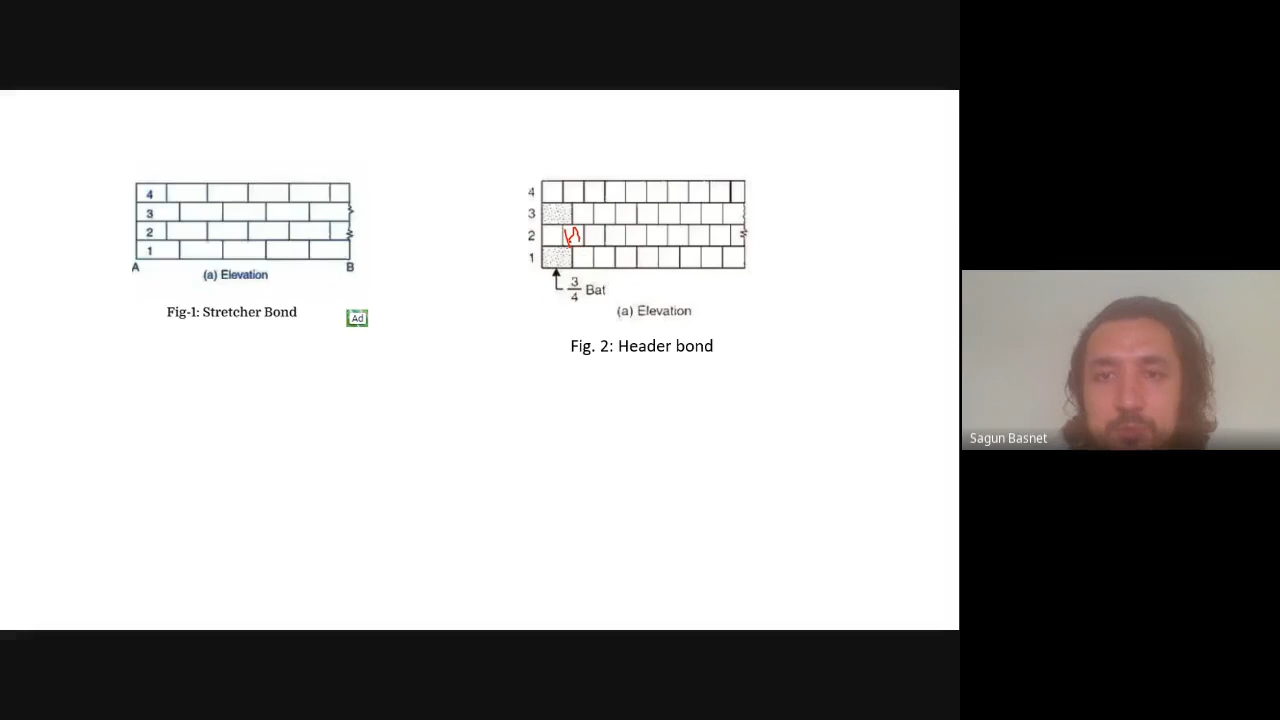 4
3
2
1
A B
(a) Elevation
Fig-1: Stretcher Bond
Ad
4
3
2
1
3/4 Bat
(a) Elevation
Fig. 2: Header bond
Sagun Basnet